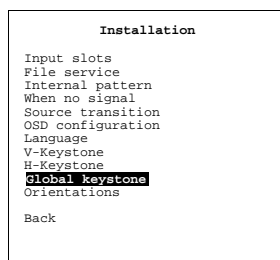 Installation
Input slots
File service
Internal pattern
When no signal
Source transition
OSD configuration
Language
V-Keystone
H-Keystone
Global keystone
Orientations
Back